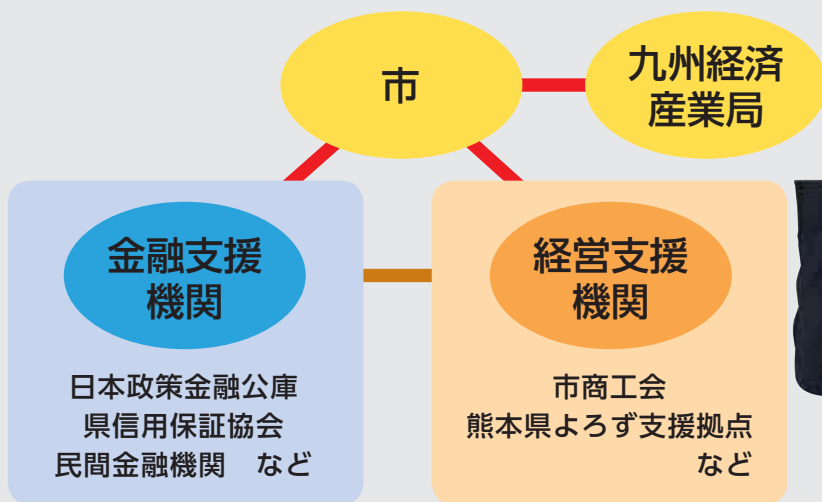 市
九州経済
産業局
金融支援
機関
日本政策金融公庫
県信用保証協会
民間金融機関　など
経営支援
機関
市商工会
熊本県よろず支援拠点
など